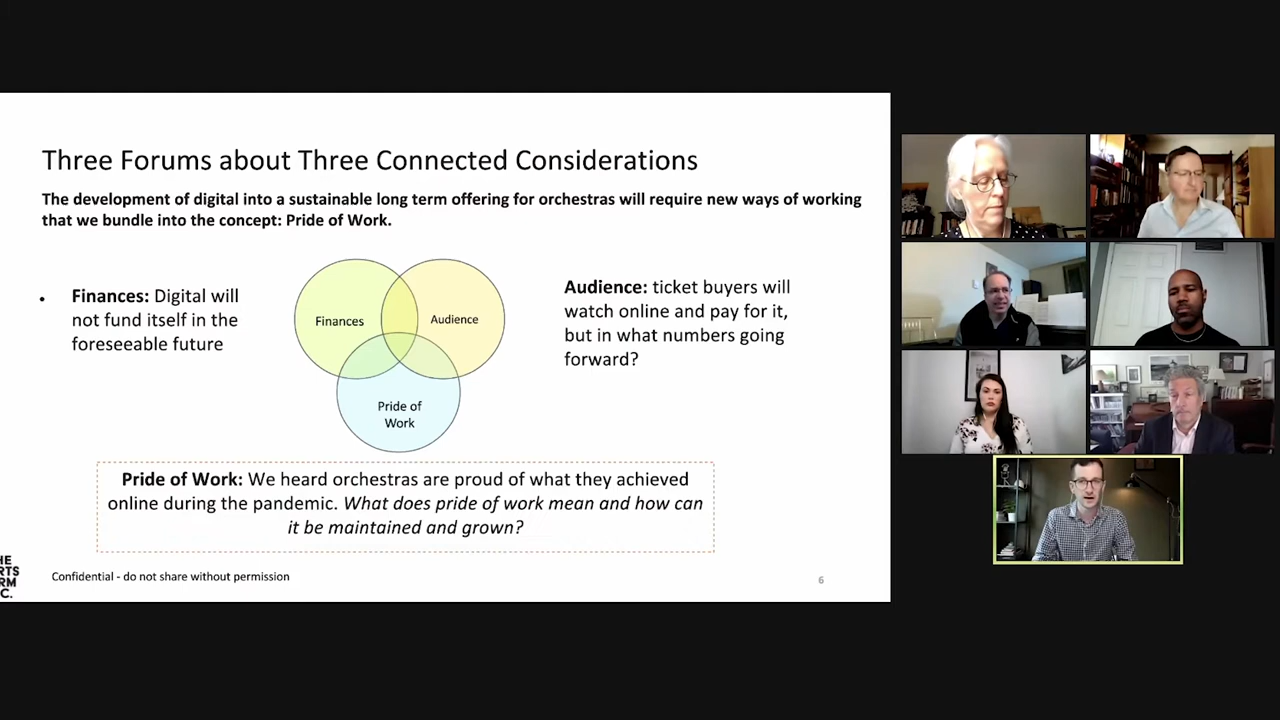 Three Forums about Three Connected Considerations
The development of digital into a sustainable long term offering for orchestras will require new ways of working
that we bundle into the concept: Pride of Work.
• Finances: Digital will
not fund itself in the
foreseeable future
Finances
Audience
Pride of
Work
Audience: ticket buyers will
watch online and pay for it,
but in what numbers going
forward?
Pride of Work: We heard orchestras are proud of what they achieved
online during the pandemic. What does pride of work mean and how can
it be maintained and grown?
HE
RTS
RM
C.
Confidential - do not share without permission
6